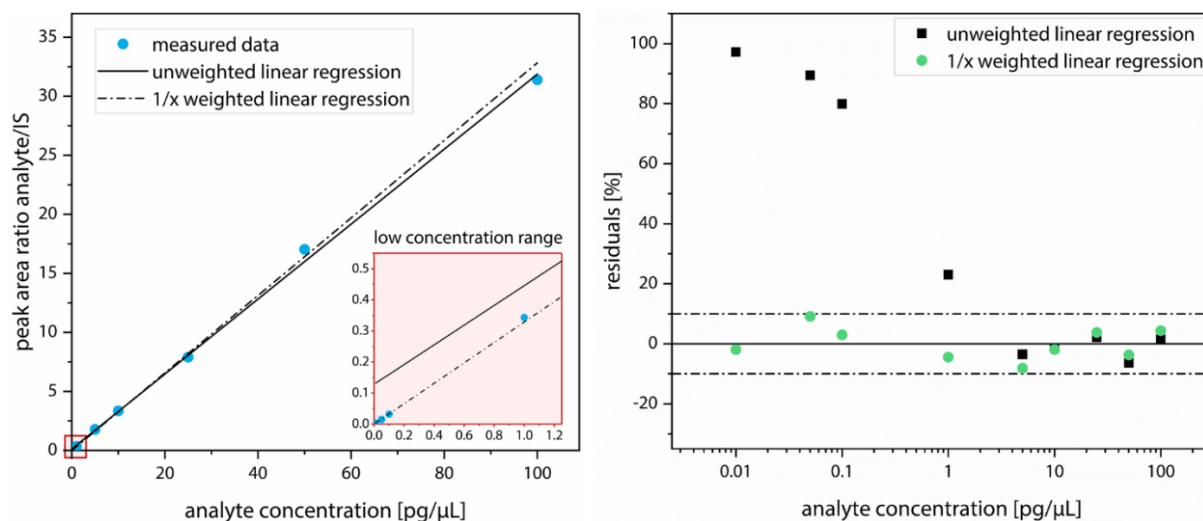 35
30
25
20
15
10
5
0
peak area ratio analyte/IS
measured data
unweighted linear regression
1/x weighted linear regression
low concentration range
0.5
0.4
0.3
0.2
0.1
0.0
0.0 0.2 0.4 0.6 0.8 1.0 1.2
0 20 40 60 80 100
analyte concentration [pg/µL]
unweighted linear regression
1/x weighted linear regression
100
80
60
40
20
0
-20
residuals [%]
0.01 0.1 1 10 100
analyte concentration [pg/µL]